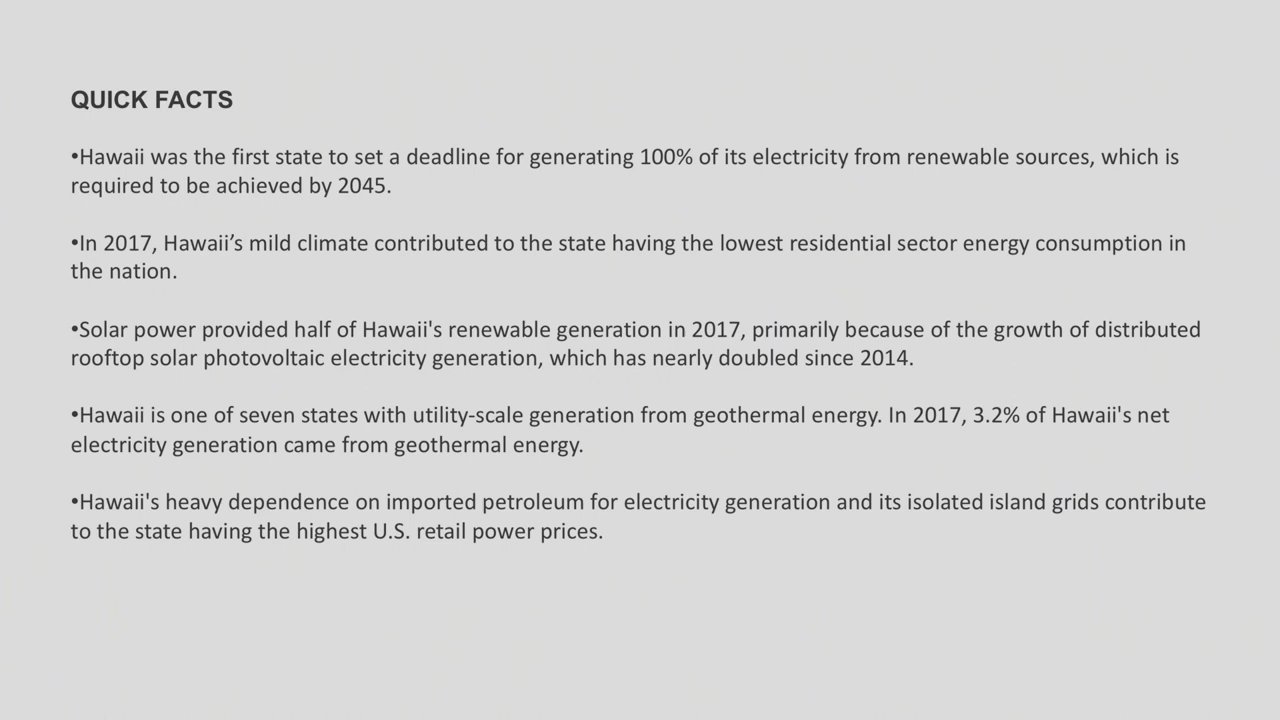 QUICK FACTS
•Hawaii was the first state to set a deadline for generating 100% of its electricity from renewable sources, which is
required to be achieved by 2045.
•In 2017, Hawaii’s mild climate contributed to the state having the lowest residential sector energy consumption in
the nation.
•Solar power provided half of Hawaii's renewable generation in 2017, primarily because of the growth of distributed
rooftop solar photovoltaic electricity generation, which has nearly doubled since 2014.
•Hawaii is one of seven states with utility-scale generation from geothermal energy. In 2017, 3.2% of Hawaii's net
electricity generation came from geothermal energy.
•Hawaii's heavy dependence on imported petroleum for electricity generation and its isolated island grids contribute
to the state having the highest U.S. retail power prices.